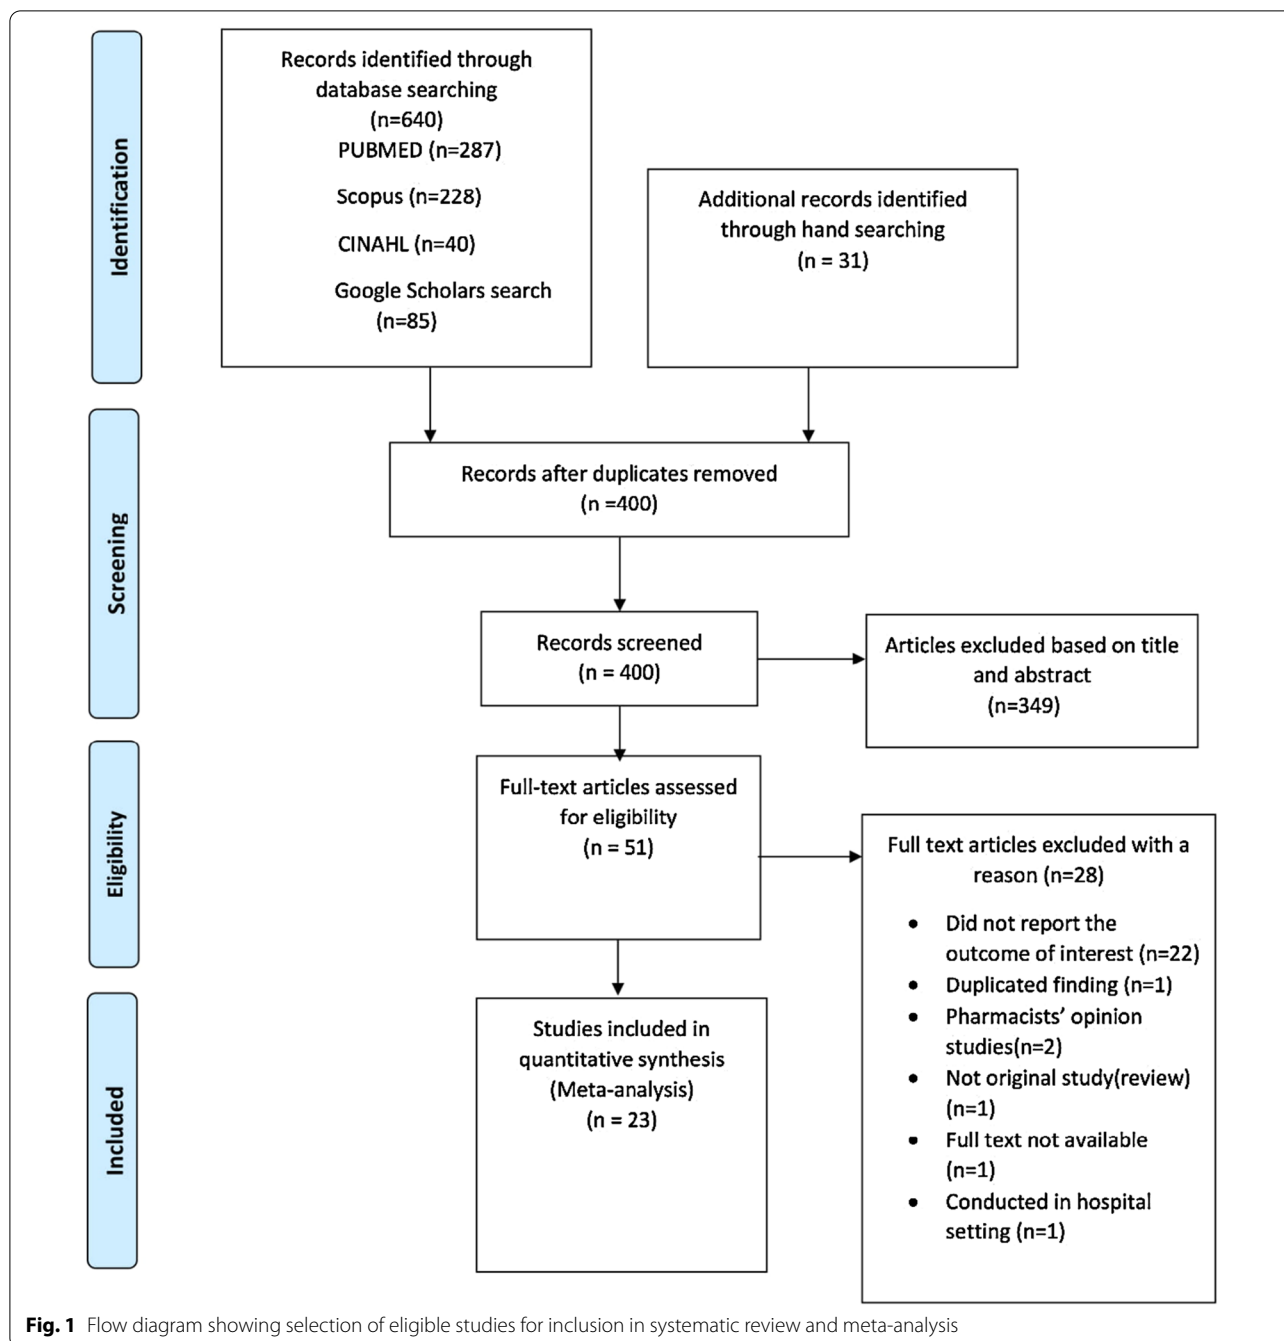 Identification
Records identified through
database searching
(n=640)
PUBMED (n=287)
Scopus (n=228)
CINAHL (n=40)
Google Scholars search
(n=85)
Additional records identified
through hand searching
(n = 31)
Screening
Records after duplicates removed
(n =400)
Records screened
(n = 400)
Articles excluded based on title
and abstract
(n=349)
Eligibility
Full-text articles assessed
for eligibility
(n = 51)
Full text articles excluded with a
reason (n=28)
• Did not report the
outcome of interest (n=22)
• Duplicated finding (n=1)
• Pharmacists' opinion
studies(n=2)
• Not original study(review)
(n=1)
• Full text not available
(n=1)
• Conducted in hospital
setting (n=1)
Included
Studies included in
quantitative synthesis
(Meta-analysis)
(n = 23)
Fig. 1 Flow diagram showing selection of eligible studies for inclusion in systematic review and meta-analysis